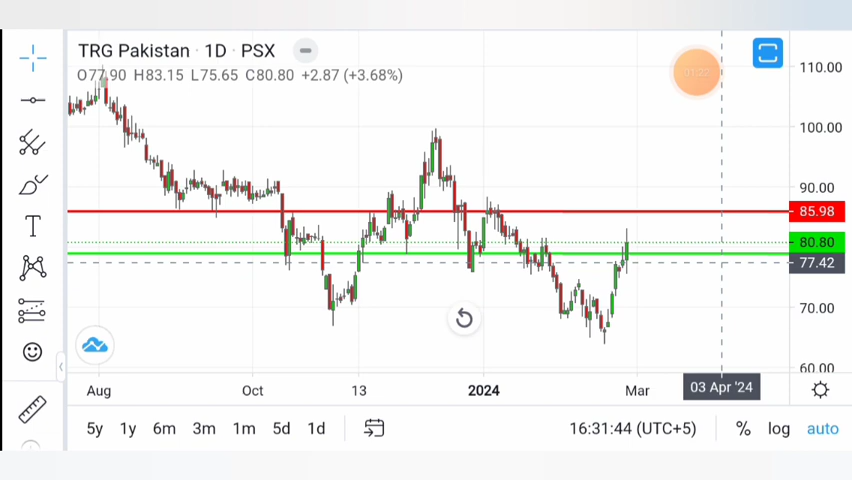 TRG Pakistan · 1D · PSX
O77.90 H83.15 L75.65 C80.80 +2.87 (+3.68%)
110.00
100.00
90.00
85.98
80.80
77.42
70.00
60.00
Aug Oct 13 2024 Mar 03 Apr '24
5y 1y 6m 3m 1m 5d 1d 16:31:44 (UTC+5) % log auto
T